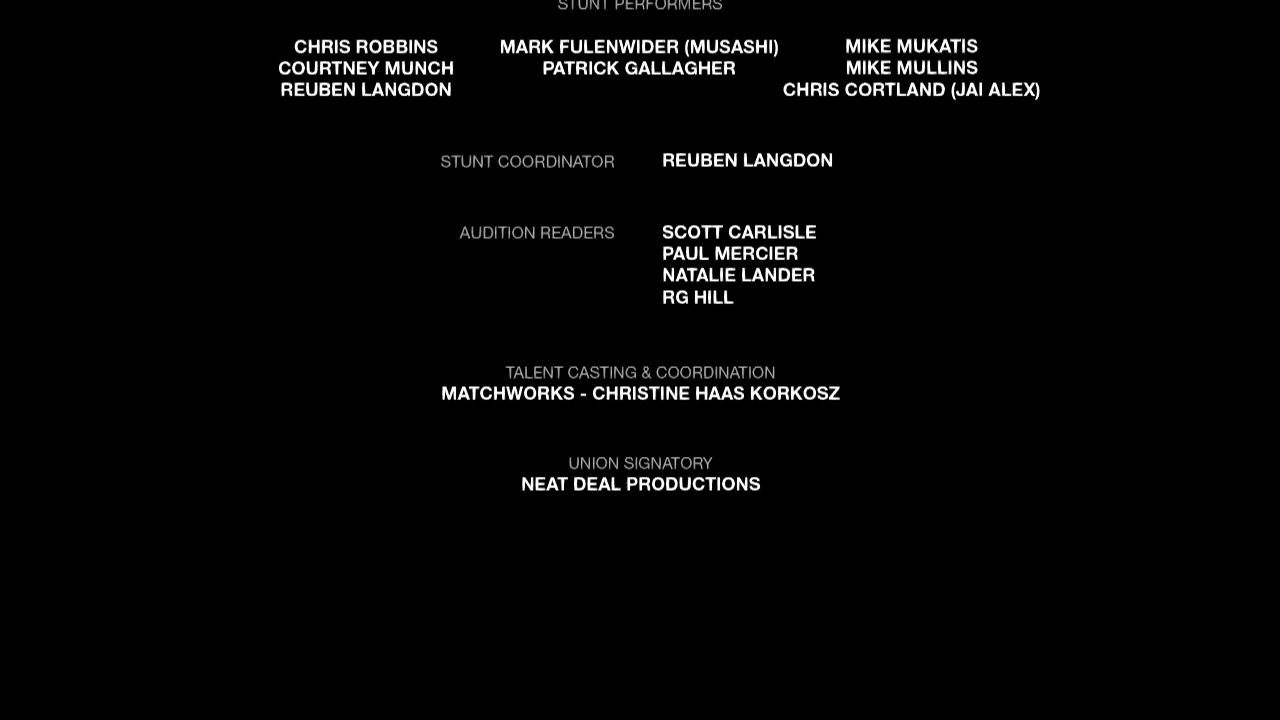 STUNT PERFORMERS
CHRIS ROBBINS
COURTNEY MUNCH
REUBEN LANGDON
MARK FULENWIDER (MUSASHI)
PATRICK GALLAGHER
MIKE MUKATIS
MIKE MULLINS
CHRIS CORTLAND (JAI ALEX)
STUNT COORDINATOR REUBEN LANGDON
AUDITION READERS SCOTT CARLISLE
PAUL MERCIER
NATALIE LANDER
RG HILL
TALENT CASTING & COORDINATION
MATCHWORKS - CHRISTINE HAAS KORKOSZ
UNION SIGNATORY
NEAT DEAL PRODUCTIONS